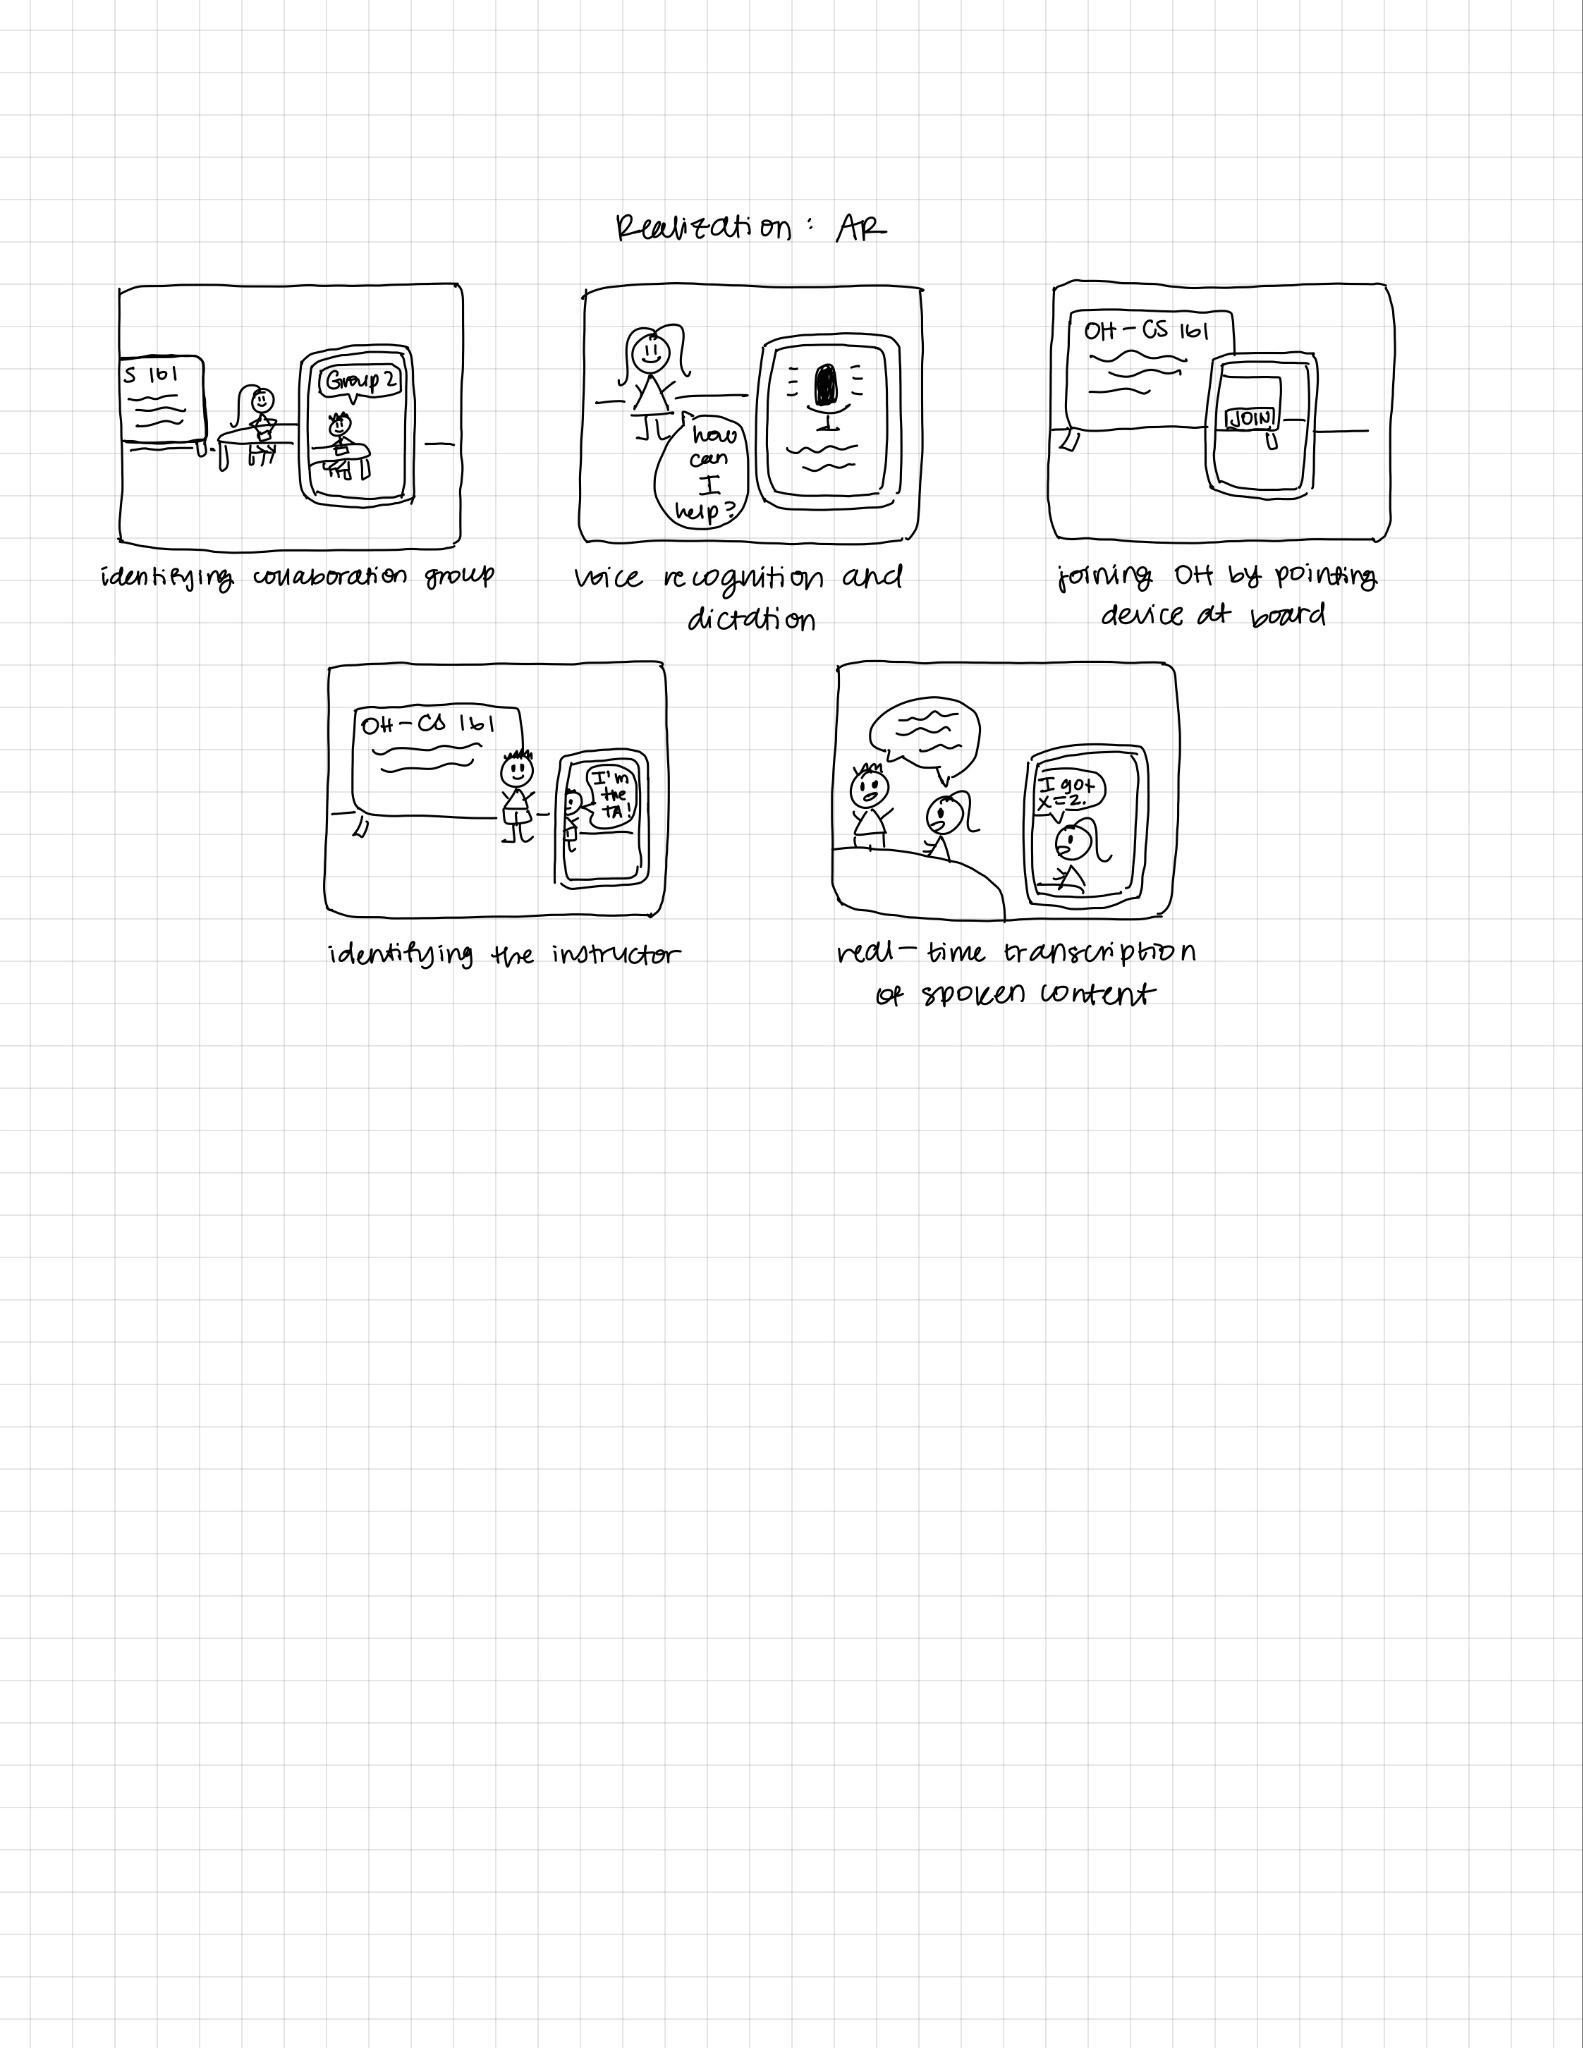 Realization: AR
S 161
Group 2
identifying collaboration group
how
can
I
help?
voice recognition and
dictation
OH - CS 161
JOIN!
joining OH by pointing
device at board
OH - CS 161
I'm
the
TA!
identifying the instructor
I got
x=2.
real-time transcription
of spoken content